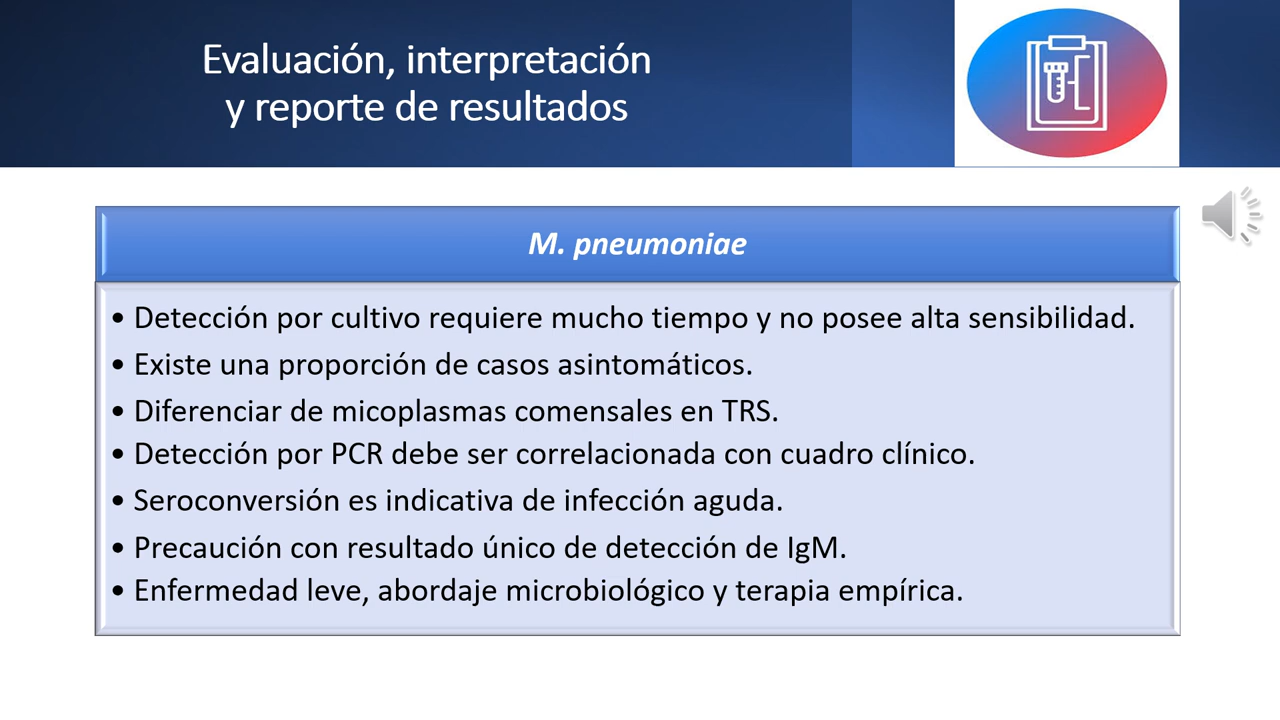 Evaluación, interpretación
y reporte de resultados
M. pneumoniae
• Detección por cultivo requiere mucho tiempo y no posee alta sensibilidad.
• Existe una proporción de casos asintomáticos.
• Diferenciar de micoplasmas comensales en TRS.
• Detección por PCR debe ser correlacionada con cuadro clínico.
• Seroconversión es indicativa de infección aguda.
• Precaución con resultado único de detección de IgM.
• Enfermedad leve, abordaje microbiológico y terapia empírica.